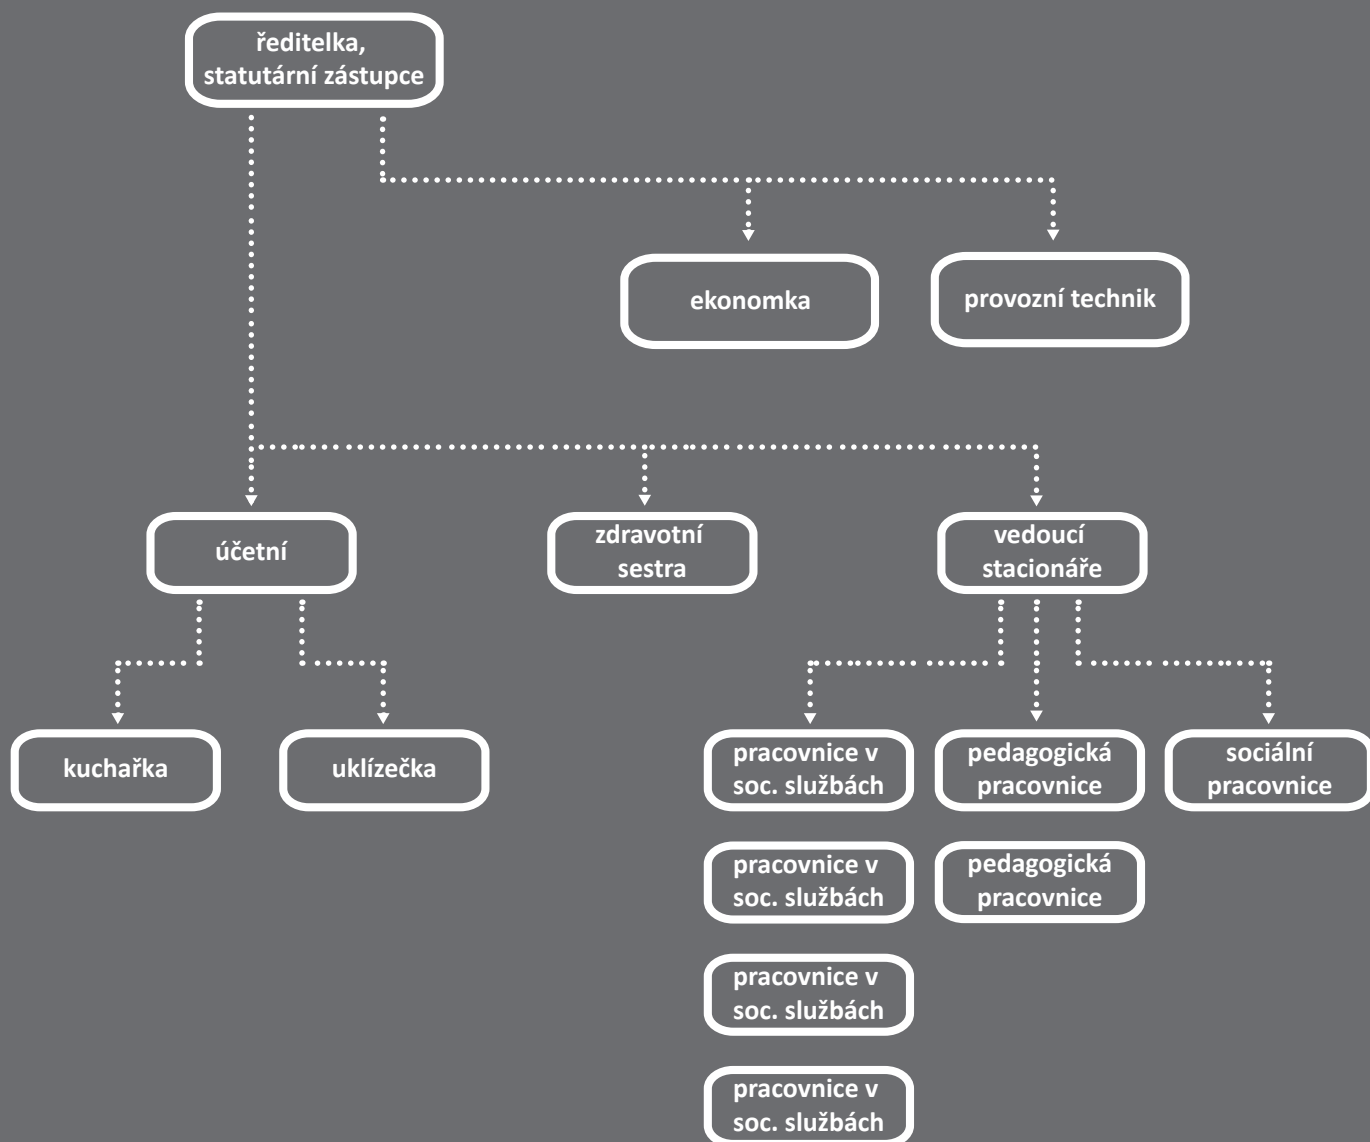 ředitelka,
statutární zástupce
ekonomka
provozní technik
účetní
zdravotní
sestra
vedoucí
stacionáře
kuchařka
uklízečka
pracovnice v
soc. službách
pedagogická
pracovnice
sociální
pracovnice
pracovnice v
soc. službách
pedagogická
pracovnice
pracovnice v
soc. službách
pracovnice v
soc. službách